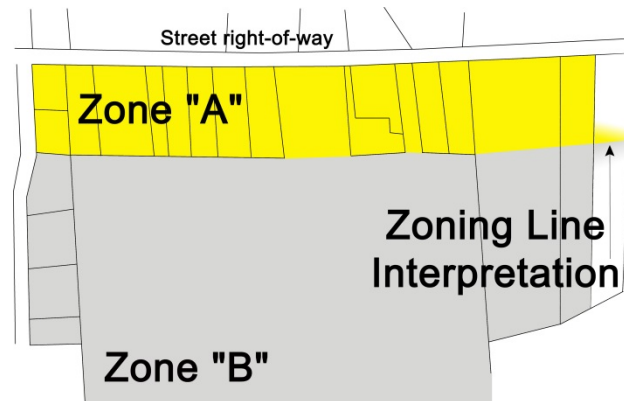 Street right-of-way
Zone "A"
Zoning Line
Interpretation
Zone "B"